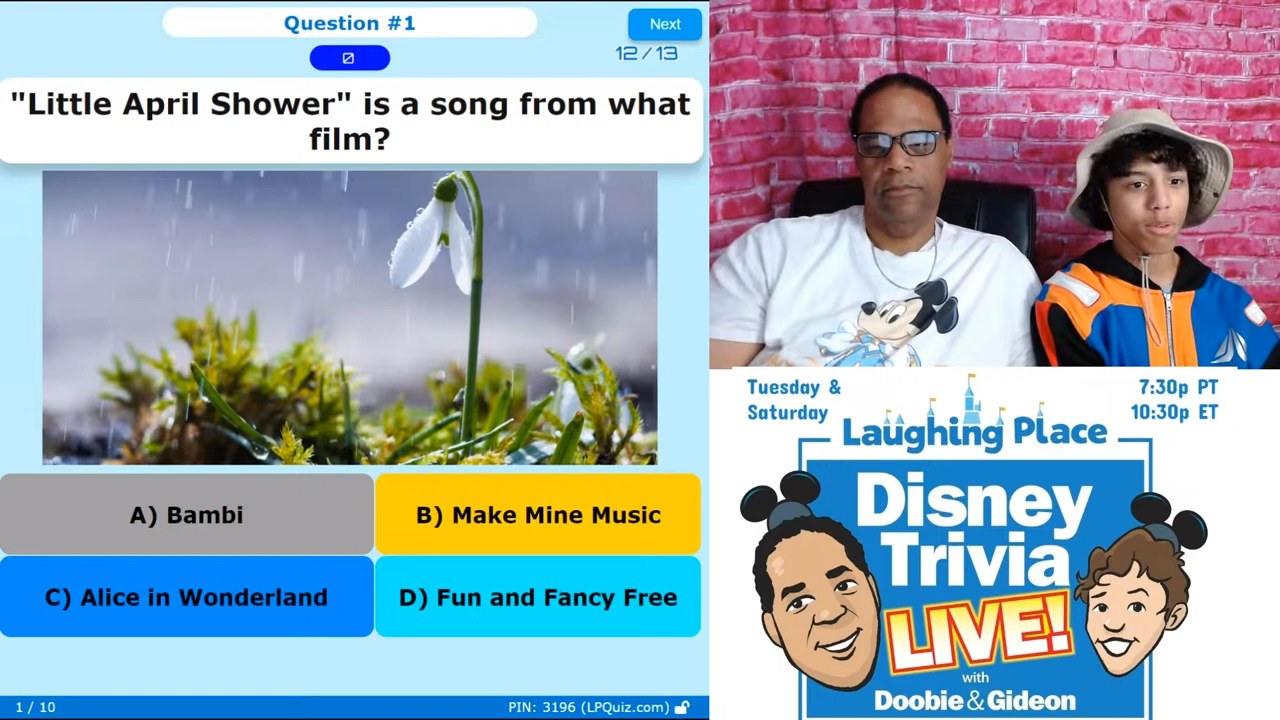 Question #1
Next
12/13
"Little April Shower" is a song from what
film?
A) Bambi
B) Make Mine Music
C) Alice in Wonderland
D) Fun and Fancy Free
1 / 10
PIN: 3196 (LPQuiz.com)
Tuesday &
Saturday
7:30p PT
10:30p ET
Laughing Place
Disney
Trivia
LIVE!
with
Doobie & Gideon